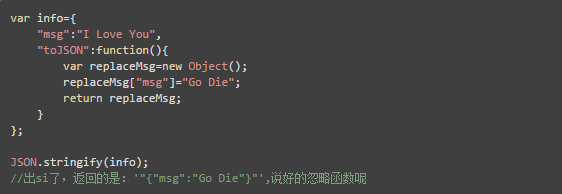 var info={
    "msg":"I Love You",
    "toJSON":function(){
        var replaceMsg=new Object();
        replaceMsg["msg"]="Go Die";
        return replaceMsg;
    }
};

JSON.stringify(info);
//出si了，返回的是：'"{"msg":"Go Die"}"',说好的忽略函数呢